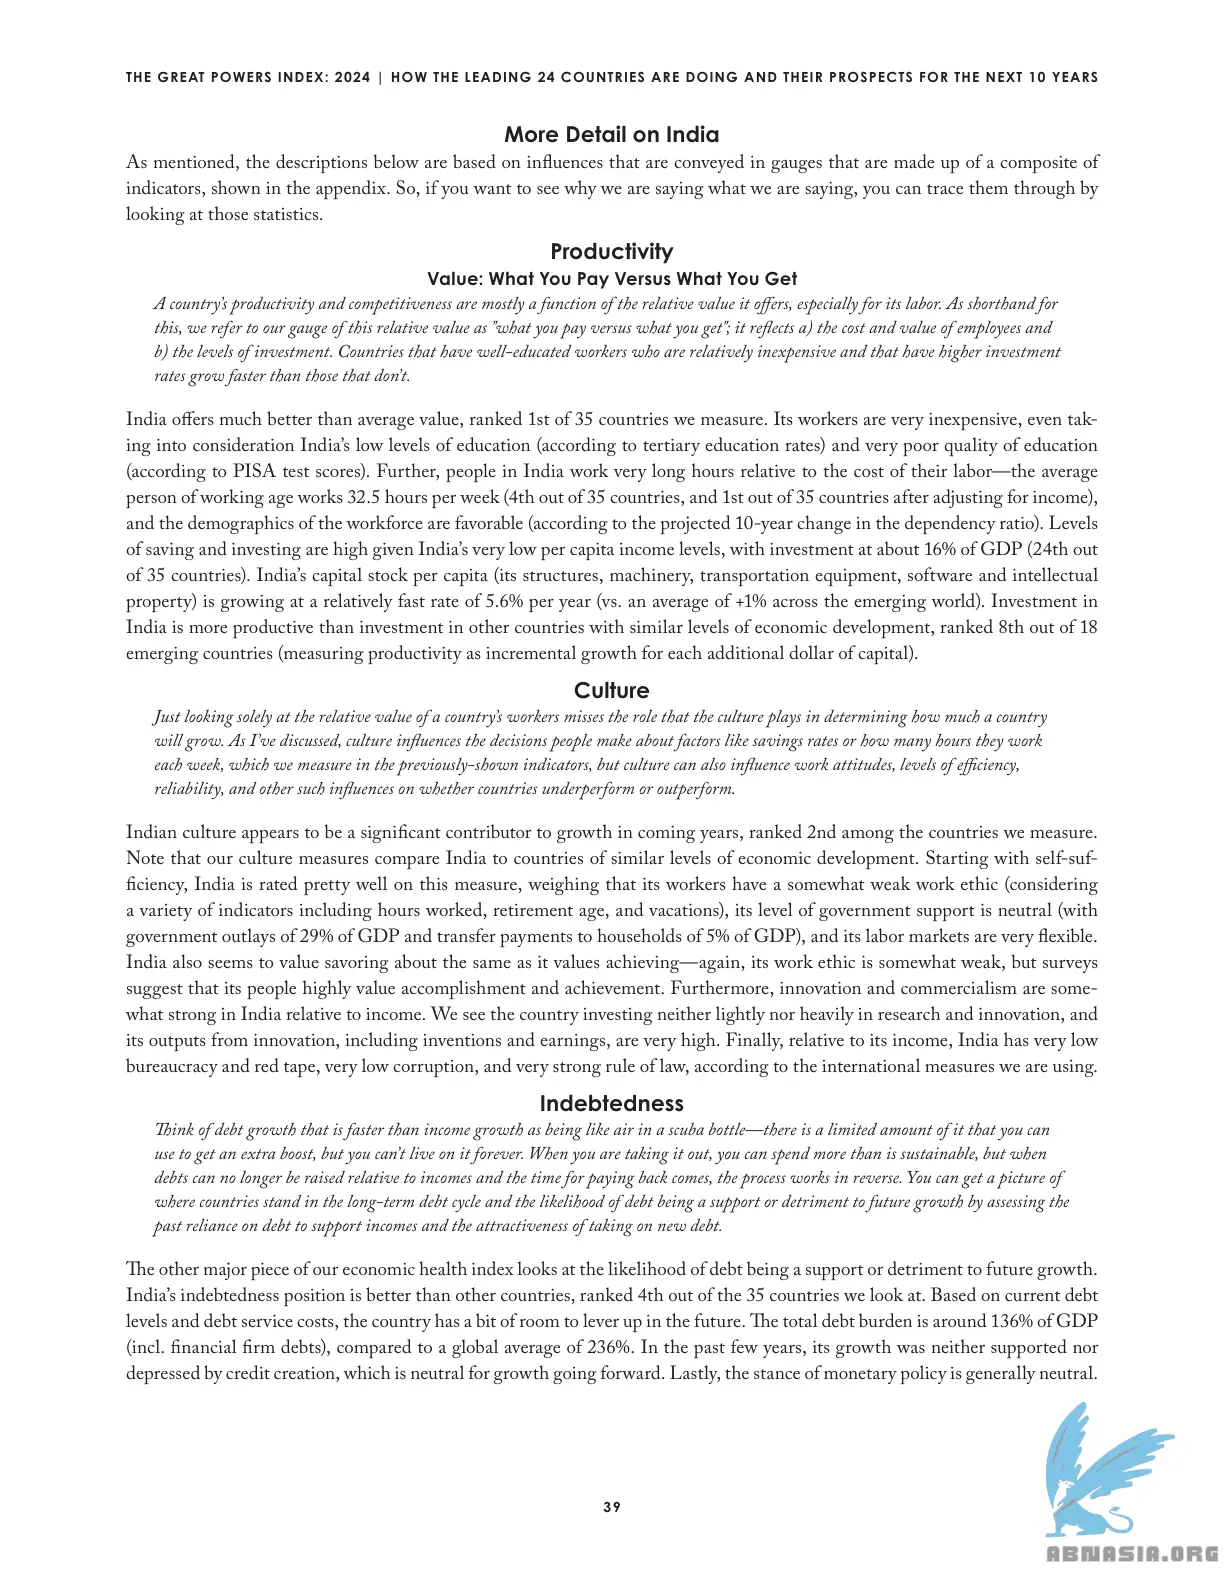 THE GREAT POWERS INDEX: 2024 | HOW THE LEADING 24 COUNTRIES ARE DOING AND THEIR PROSPECTS FOR THE NEXT 10 YEARS
More Detail on India
As mentioned, the descriptions below are based on influences that are conveyed in gauges that are made up of a composite of
indicators, shown in the appendix. So, if you want to see why we are saying what we are saying, you can trace them through by
looking at those statistics.
Productivity
Value: What You Pay Versus What You Get
A country's productivity and competitiveness are mostly a function of the relative value it offers, especially for its labor. As shorthand for
this, we refer to our gauge of this relative value as "what you pay versus what you get"; it reflects a) the cost and value of employees and
b) the levels of investment. Countries that have well-educated workers who are relatively inexpensive and that have higher investment
rates grow faster than those that don't.
India offers much better than average value, ranked 1st of 35 countries we measure. Its workers are very inexpensive, even tak-
ing into consideration India's low levels of education (according to tertiary education rates) and very poor quality of education
(according to PISA test scores). Further, people in India work very long hours relative to the cost of their labor—the average
person of working age works 32.5 hours per week (4th out of 35 countries, and 1st out of 35 countries after adjusting for income),
and the demographics of the workforce are favorable (according to the projected 10-year change in the dependency ratio). Levels
of saving and investing are high given India's very low per capita income levels, with investment at about 16% of GDP (24th out
of 35 countries). India's capital stock per capita (its structures, machinery, transportation equipment, software and intellectual
property) is growing at a relatively fast rate of 5.6% per year (vs. an average of +1% across the emerging world). Investment in
India is more productive than investment in other countries with similar levels of economic development, ranked 8th out of 18
emerging countries (measuring productivity as incremental growth for each additional dollar of capital).
Culture
Just looking solely at the relative value of a country's workers misses the role that the culture plays in determining how much a country
will grow. As I've discussed, culture influences the decisions people make about factors like savings rates or how many hours they work
each week, which we measure in the previously-shown indicators, but culture can also influence work attitudes, levels of efficiency,
reliability, and other such influences on whether countries underperform or outperform.
Indian culture appears to be a significant contributor to growth in coming years, ranked 2nd among the countries we measure.
Note that our culture measures compare India to countries of similar levels of economic development. Starting with self-suf-
ficiency, India is rated pretty well on this measure, weighing that its workers have a somewhat weak work ethic (considering
a variety of indicators including hours worked, retirement age, and vacations), its level of government support is neutral (with
government outlays of 29% of GDP and transfer payments to households of 5% of GDP), and its labor markets are very flexible.
India also seems to value savoring about the same as it values achieving—again, its work ethic is somewhat weak, but surveys
suggest that its people highly value accomplishment and achievement. Furthermore, innovation and commercialism are some-
what strong in India relative to income. We see the country investing neither lightly nor heavily in research and innovation, and
its outputs from innovation, including inventions and earnings, are very high. Finally, relative to its income, India has very low
bureaucracy and red tape, very low corruption, and very strong rule of law, according to the international measures we are using.
Indebtedness
Think of debt growth that is faster than income growth as being like air in a scuba bottle—there is a limited amount of it that you can
use to get an extra boost, but you can't live on it forever. When you are taking it out, you can spend more than is sustainable, but when
debts can no longer be raised relative to incomes and the time for paying back comes, the process works in reverse. You can get a picture of
where countries stand in the long-term debt cycle and the likelihood of debt being a support or detriment to future growth by assessing the
past reliance on debt to support incomes and the attractiveness of taking on new debt.
The other major piece of our economic health index looks at the likelihood of debt being a support or detriment to future growth.
India's indebtedness position is better than other countries, ranked 4th out of the 35 countries we look at. Based on current debt
levels and debt service costs, the country has a bit of room to lever up in the future. The total debt burden is around 136% of GDP
(incl. financial firm debts), compared to a global average of 236%. In the past few years, its growth was neither supported nor
depressed by credit creation, which is neutral for growth going forward. Lastly, the stance of monetary policy is generally neutral.
39
ABNASIA.ORG